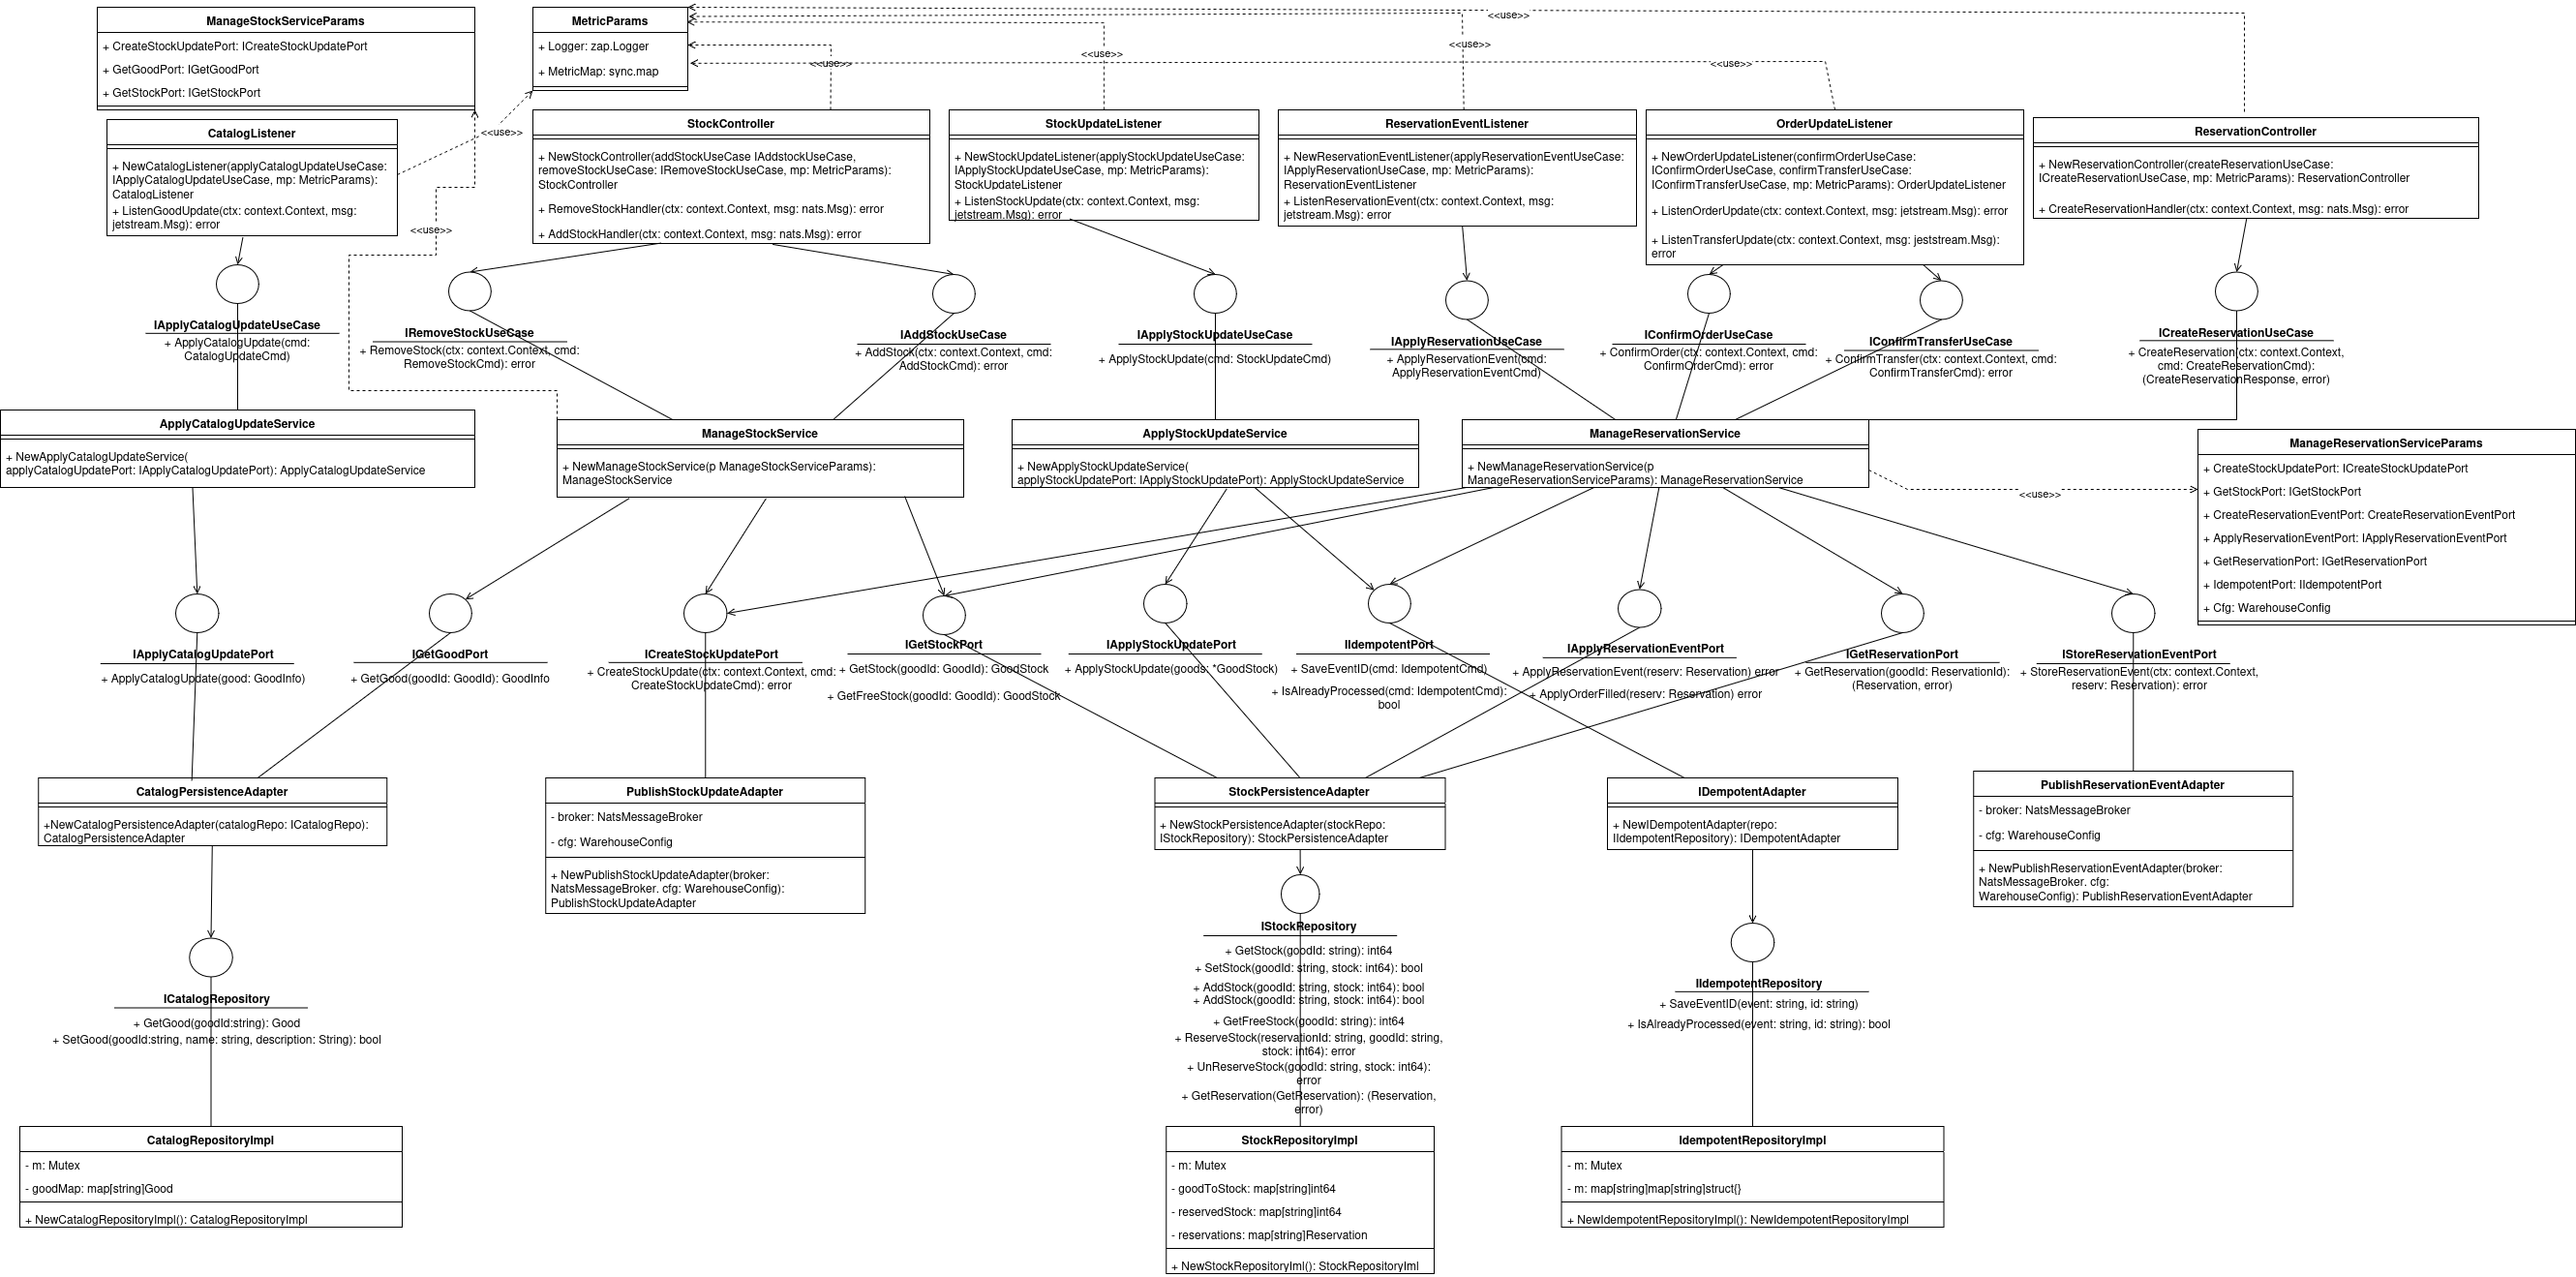 ManageStockServiceParams
+ CreateStockUpdatePort: ICreateStockUpdatePort
+ GetGoodPort: IGetGoodPort
+ GetStockPort: IGetStockPort
MetricParams
+ Logger: zap.Logger
+ MetricMap: sync.map
<<use>>
<<use>>
<<use>>
<<use>>
<<use>>
<<use>>
<<use>>
CatalogListener
+ NewCatalogListener(applyCatalogUpdateUseCase:
IApplyCatalogUpdateUseCase, mp: MetricParams):
CatalogListener
+ ListenGoodUpdate(ctx: context.Context, msg:
jetstream.Msg): error
StockController
+ NewStockController(addStockUseCase IAddstockUseCase,
removeStockUseCase: IRemoveStockUseCase, mp: MetricParams):
StockController
+ RemoveStockHandler(ctx: context.Context, msg: nats.Msg): error
+ AddStockHandler(ctx: context.Context, msg: nats.Msg): error
StockUpdateListener
+ NewStockUpdateListener(applyStockUpdateUseCase:
IApplyStockUpdateUseCase, mp: MetricParams):
StockUpdateListener
+ ListenStockUpdate(ctx: context.Context, msg:
jetstream.Msg): error
ReservationEventListener
+ NewReservationEventListener(applyReservationEventUseCase:
IApplyReservationUseCase, mp: MetricParams):
ReservationEventListener
+ ListenReservationEvent(ctx: context.Context, msg:
jetstream.Msg): error
OrderUpdateListener
+ NewOrderUpdateListener(confirmOrderUseCase:
IConfirmOrderUseCase, confirmTransferUseCase:
IConfirmTransferUseCase, mp: MetricParams): OrderUpdateListener
+ ListenOrderUpdate(ctx: context.Context, msg: jetstream.Msg): error
+ ListenTransferUpdate(ctx: context.Context, msg: jeststream.Msg):
error
ReservationController
+ NewReservationController(createReservationUseCase:
ICreateReservationUseCase, mp: MetricParams): ReservationController
+ CreateReservationHandler(ctx: context.Context, msg: nats.Msg): error
IApplyCatalogUpdateUseCase
+ ApplyCatalogUpdate(cmd:
CatalogUpdateCmd)
IRemoveStockUseCase
+ RemoveStock(ctx: context.Context, cmd:
RemoveStockCmd): error
IAddStockUseCase
+ AddStock(ctx: context.Context, cmd:
AddStockCmd): error
IApplyStockUpdateUseCase
+ ApplyStockUpdate(cmd: StockUpdateCmd)
IApplyReservationUseCase
+ ApplyReservationEvent(cmd:
ApplyReservationEventCmd)
IConfirmOrderUseCase
+ ConfirmOrder(ctx: context.Context, cmd:
ConfirmOrderCmd): error
IConfirmTransferUseCase
+ ConfirmTransfer(ctx: context.Context, cmd:
ConfirmTransferCmd): error
ICreateReservationUseCase
+ CreateReservation(ctx: context.Context,
cmd: CreateReservationCmd):
(CreateReservationResponse, error)
ApplyCatalogUpdateService
+ NewApplyCatalogUpdateService(
applyCatalogUpdatePort: IApplyCatalogUpdatePort): ApplyCatalogUpdateService
ManageStockService
+ NewManageStockService(p ManageStockServiceParams):
ManageStockService
ApplyStockUpdateService
+ NewApplyStockUpdateService(
applyStockUpdatePort: IApplyStockUpdatePort): ApplyStockUpdateService
ManageReservationService
+ NewManageReservationService(p
ManageReservationServiceParams): ManageReservationService
<<use>>
ManageReservationServiceParams
+ CreateStockUpdatePort: ICreateStockUpdatePort
+ GetStockPort: IGetStockPort
+ CreateReservationEventPort: CreateReservationEventPort
+ ApplyReservationEventPort: IApplyReservationEventPort
+ GetReservationPort: IGetReservationPort
+ IdempotentPort: IIdempotentPort
+ Cfg: WarehouseConfig
IApplyCatalogUpdatePort
+ ApplyCatalogUpdate(good: GoodInfo)
IGetGoodPort
+ GetGood(goodId: GoodId): GoodInfo
ICreateStockUpdatePort
+ CreateStockUpdate(ctx: context.Context, cmd:
CreateStockUpdateCmd): error
IGetStockPort
+ GetStock(goodId: GoodId): GoodStock
+ GetFreeStock(goodId: GoodId): GoodStock
IApplyStockUpdatePort
+ ApplyStockUpdate(goods: *GoodStock)
IIdempotentPort
+ SaveEventID(cmd: IdempotentCmd)
+ IsAlreadyProcessed(cmd: IdempotentCmd):
bool
IApplyReservationEventPort
+ ApplyReservationEvent(reserv: Reservation) error
+ ApplyOrderFilled(reserv: Reservation) error
IGetReservationPort
+ GetReservation(goodId: ReservationId):
(Reservation, error)
IStoreReservationEventPort
+ StoreReservationEvent(ctx: context.Context,
reserv: Reservation): error
CatalogPersistenceAdapter
+NewCatalogPersistenceAdapter(catalogRepo: ICatalogRepo):
CatalogPersistenceAdapter
PublishStockUpdateAdapter
- broker: NatsMessageBroker
- cfg: WarehouseConfig
+ NewPublishStockUpdateAdapter(broker:
NatsMessageBroker. cfg: WarehouseConfig):
PublishStockUpdateAdapter
StockPersistenceAdapter
+ NewStockPersistenceAdapter(stockRepo:
IStockRepository): StockPersistenceAdapter
IDempotentAdapter
+ NewIDempotentAdapter(repo:
IIdempotentRepository): IDempotentAdapter
PublishReservationEventAdapter
- broker: NatsMessageBroker
- cfg: WarehouseConfig
+ NewPublishReservationEventAdapter(broker:
NatsMessageBroker. cfg:
WarehouseConfig): PublishReservationEventAdapter
ICatalogRepository
+ GetGood(goodId:string): Good
+ SetGood(goodId:string, name: string, description: String): bool
IStockRepository
+ GetStock(goodId: string): int64
+ SetStock(goodId: string, stock: int64): bool
+ AddStock(goodId: string, stock: int64): bool
+ AddStock(goodId: string, stock: int64): bool
+ GetFreeStock(goodId: string): int64
+ ReserveStock(reservationId: string, goodId: string,
stock: int64): error
+ UnReserveStock(goodId: string, stock: int64):
error
+ GetReservation(GetReservation): (Reservation,
error)
IIdempotentRepository
+ SaveEventID(event: string, id: string)
+ IsAlreadyProcessed(event: string, id: string): bool
CatalogRepositoryImpl
- m: Mutex
- goodMap: map[string]Good
+ NewCatalogRepositoryImpl(): CatalogRepositoryImpl
StockRepositoryImpl
- m: Mutex
- goodToStock: map[string]int64
- reservedStock: map[string]int64
- reservations: map[string]Reservation
+ NewStockRepositoryIml(): StockRepositoryIml
IdempotentRepositoryImpl
- m: Mutex
- m: map[string]map[string]struct{}
+ NewIdempotentRepositoryImpl(): NewIdempotentRepositoryImpl